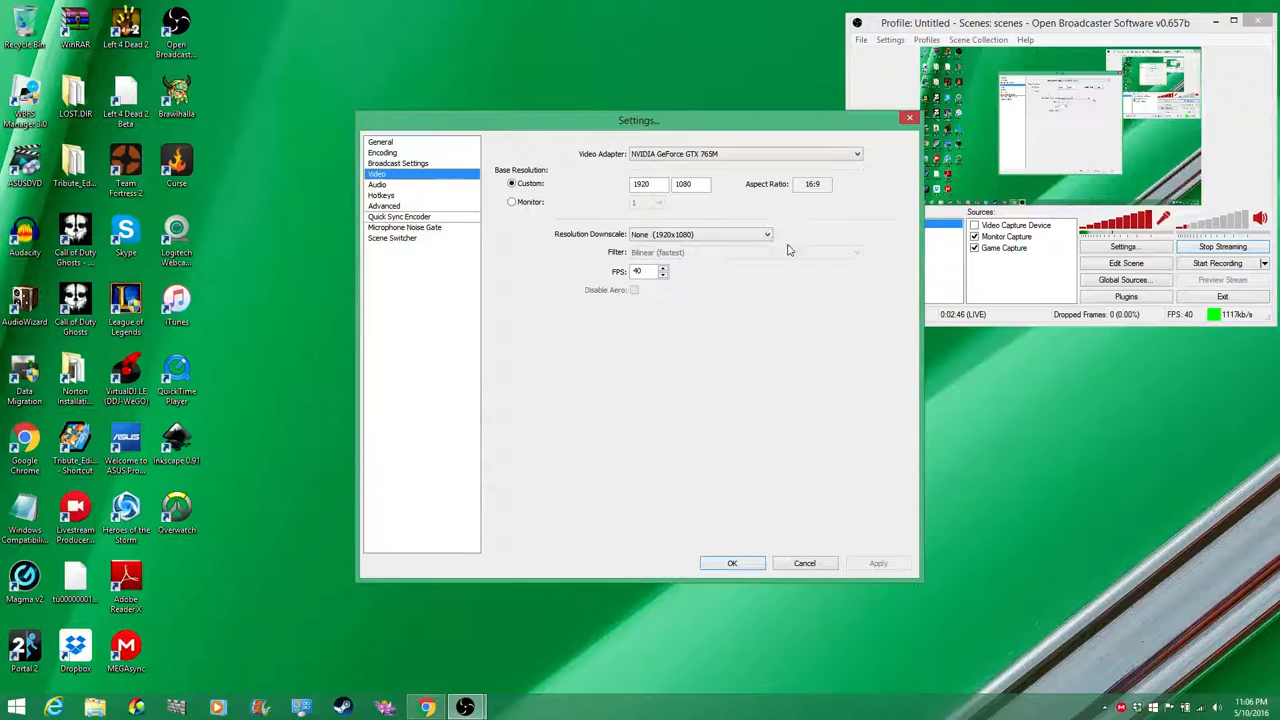 Recycle Bin
WinRAR
Left 4 Dead 2
Open Broadcast...
WBFS Manager 3.0
LOST.DIR
Left 4 Dead 2 Beta
Brawlhalla
ASUSDVD
Tribute_Edi...
Team Fortress 2
Curse
Audacity
Call of Duty Ghosts - ...
Skype
Logitech Webca...
AudioWizard
Call of Duty Ghosts
League of Legends
iTunes
Data Migration
Norton Installati...
VirtualDJ LE (DDJ-WeGO)
QuickTime Player
Google Chrome
Tribute_Edi... - Shortcut
Welcome to ASUS Pro...
Inkscape 0.91
Windows Compatibili...
Livestream Producer...
Heroes of the Storm
Overwatch
Magma.v2
tu00000001...
Adobe Reader X
Portal 2
Dropbox
MEGAsync
Settings...
General
Encoding
Broadcast Settings
Video
Audio
Hotkeys
Advanced
Quick Sync Encoder
Microphone Noise Gate
Scene Switcher
Video Adapter: NVIDIA GeForce GTX 765M
Base Resolution:
Custom: 1920 1080 Aspect Ratio: 16:9
Monitor: 1
Resolution Downscale: None (1920x1080)
Filter: Bilinear (fastest)
FPS: 40
Disable Aero:
OK Cancel Apply
Profile: Untitled - Scenes: scenes - Open Broadcaster Software v0.657b
File Settings Profiles Scene Collection Help
Sources:
Video Capture Device
Monitor Capture
Game Capture
Settings... Stop Streaming
Edit Scene Start Recording
Global Sources... Preview Stream
Plugins Exit
0:02:46 (LIVE) Dropped Frames: 0 (0.00%) FPS: 40 1117kb/s
11:06 PM
5/10/2016